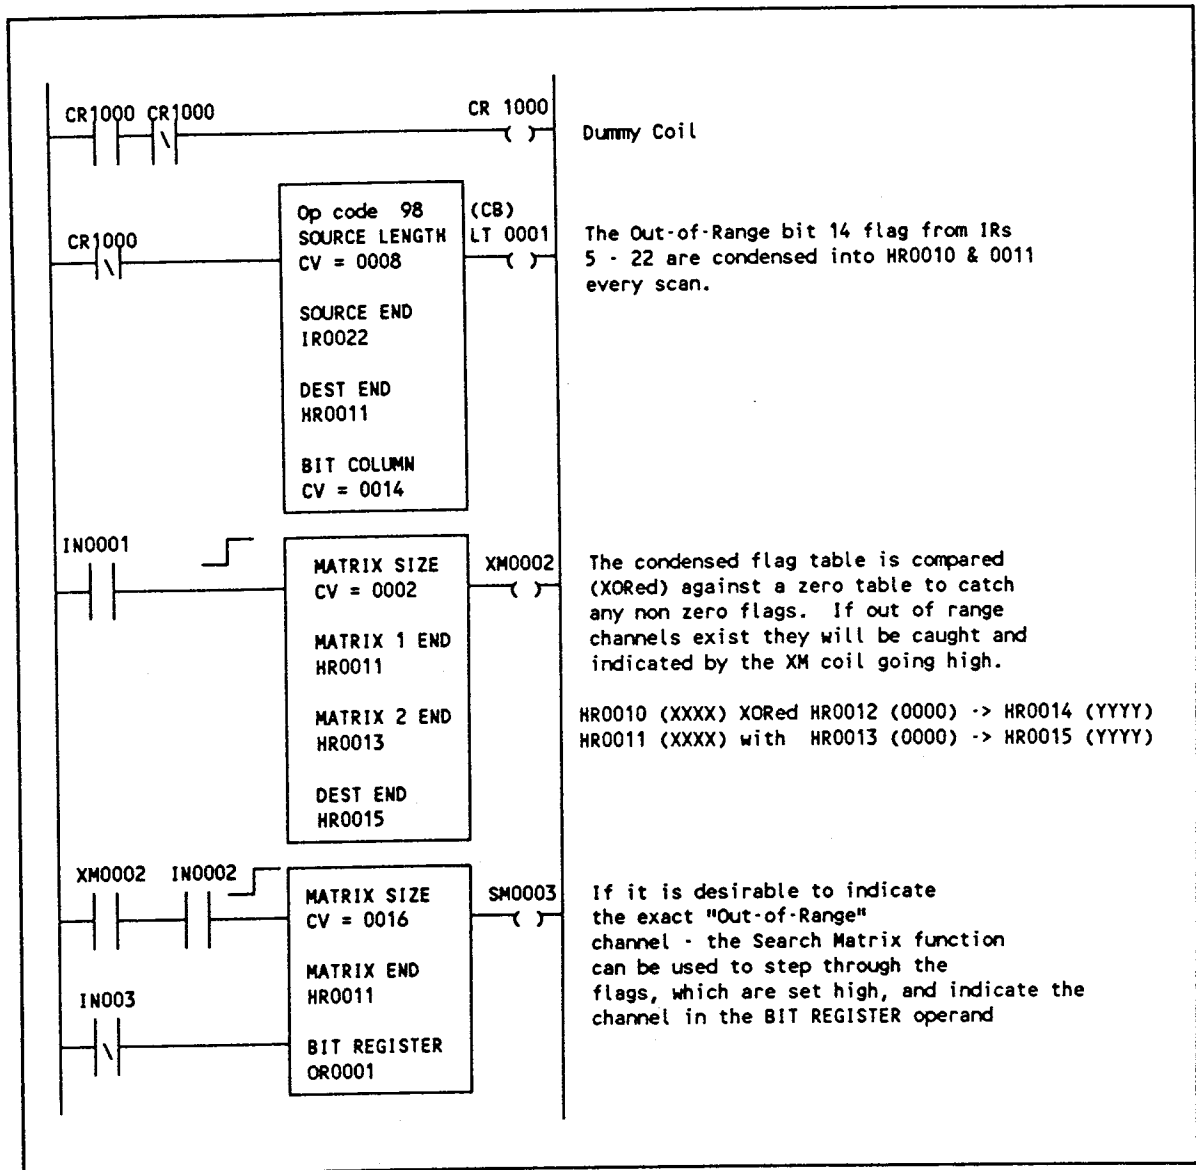 CR1000 CR1000
CR 1000
Dummy Coil
CR1000
Op code 98
SOURCE LENGTH
CV = 0008
SOURCE END
IR0022
DEST END
HR0011
BIT COLUMN
CV = 0014
(CB)
LT 0001
The Out-of-Range bit 14 flag from IRs
5 - 22 are condensed into HR0010 & 0011
every scan.
IN0001
MATRIX SIZE
CV = 0002
MATRIX 1 END
HR0011
MATRIX 2 END
HR0013
DEST END
HR0015
XM0002
The condensed flag table is compared
(XORed) against a zero table to catch
any non zero flags. If out of range
channels exist they will be caught and
indicated by the XM coil going high.
HR0010 (XXXX) XORed HR0012 (0000) -> HR0014 (YYYY)
HR0011 (XXXX) with HR0013 (0000) -> HR0015 (YYYY)
XM0002 IN0002
IN003
MATRIX SIZE
CV = 0016
MATRIX END
HR0011
BIT REGISTER
OR0001
SM0003
If it is desirable to indicate
the exact "Out-of-Range"
channel - the Search Matrix function
can be used to step through the
flags, which are set high, and indicate the
channel in the BIT REGISTER operand